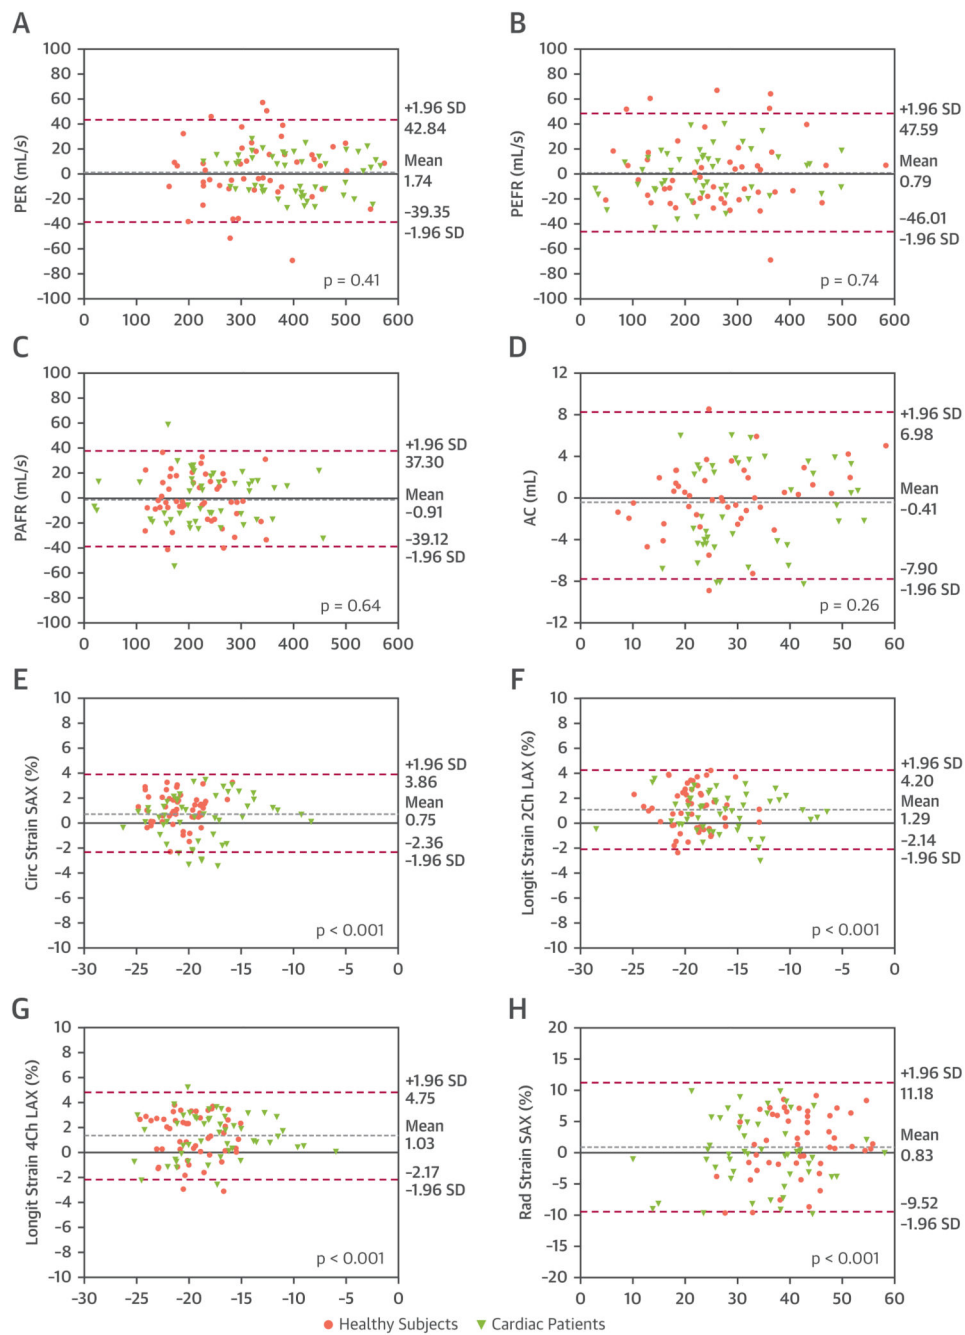 A
100
80
60
40
20
0
-20
-40
-60
-80
-100
PER (mL/s)
+1.96 SD
42.84
Mean
1.74
-39.35
-1.96 SD
p = 0.41
0 100 200 300 400 500 600
B
100
80
60
40
20
0
-20
-40
-60
-80
-100
PEFR (mL/s)
+1.96 SD
47.59
Mean
0.79
-46.01
-1.96 SD
p = 0.74
0 100 200 300 400 500 600
C
100
80
60
40
20
0
-20
-40
-60
-80
-100
PAFR (mL/s)
+1.96 SD
37.30
Mean
-0.91
-39.12
-1.96 SD
p = 0.64
0 100 200 300 400 500 600
D
12
8
4
0
-4
-8
-12
AC (mL)
+1.96 SD
6.98
Mean
-0.41
-7.90
-1.96 SD
p = 0.26
0 10 20 30 40 50 60
E
10
8
6
4
2
0
-2
-4
-6
-8
-10
Circ Strain SAX (%)
+1.96 SD
3.86
Mean
0.75
-2.36
-1.96 SD
p < 0.001
-30 -25 -20 -15 -10 -5 0
F
10
8
6
4
2
0
-2
-4
-6
-8
-10
Longit Strain 2Ch LAX (%)
+1.96 SD
4.20
Mean
1.29
-2.14
-1.96 SD
p < 0.001
-30 -25 -20 -15 -10 -5 0
G
10
8
6
4
2
0
-2
-4
-6
-8
-10
Longit Strain 4Ch LAX (%)
+1.96 SD
4.75
Mean
1.03
-2.17
-1.96 SD
p < 0.001
-30 -25 -20 -15 -10 -5 0
H
20
15
10
5
0
-5
-10
-15
-20
Rad Strain SAX (%)
+1.96 SD
11.18
Mean
0.83
-9.52
-1.96 SD
p < 0.001
0 10 20 30 40 50 60
Healthy Subjects Cardiac Patients